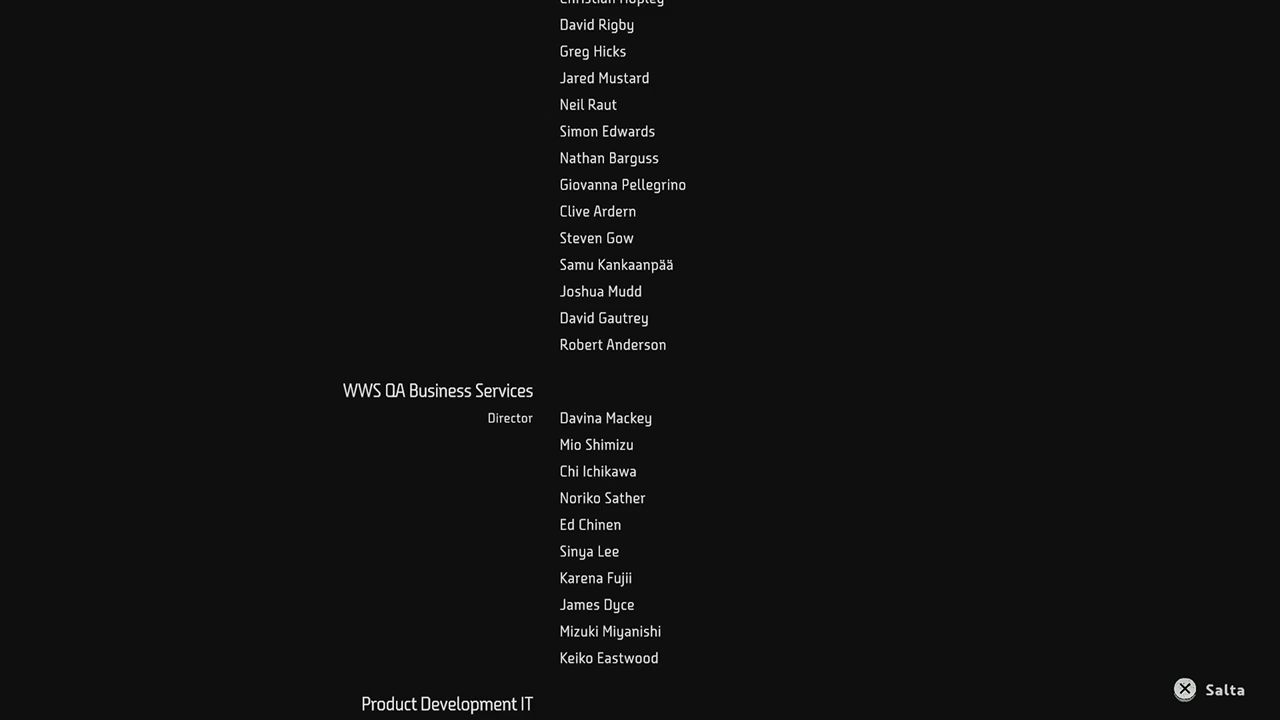 Christian Hopley
David Rigby
Greg Hicks
Jared Mustard
Neil Raut
Simon Edwards
Nathan Barguss
Giovanna Pellegrino
Clive Ardern
Steven Gow
Samu Kankaanpää
Joshua Mudd
David Gautrey
Robert Anderson
WWS QA Business Services
Director Davina Mackey
Mio Shimizu
Chi Ichikawa
Noriko Sather
Ed Chinen
Sinya Lee
Karena Fujii
James Dyce
Mizuki Miyanishi
Keiko Eastwood
Product Development IT
Salta